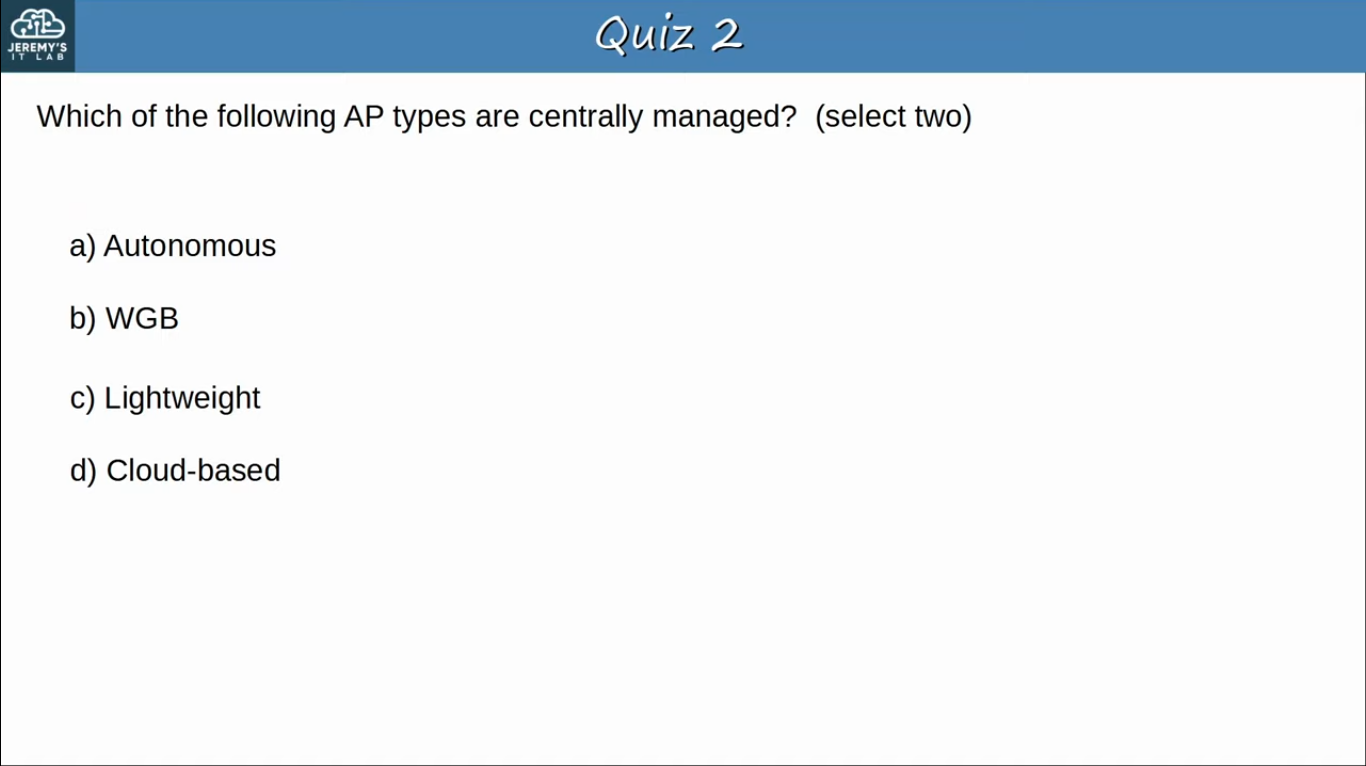 JEREMY'S
IT LAB
Quiz 2
Which of the following AP types are centrally managed? (select two)
a) Autonomous
b) WGB
c) Lightweight
d) Cloud-based